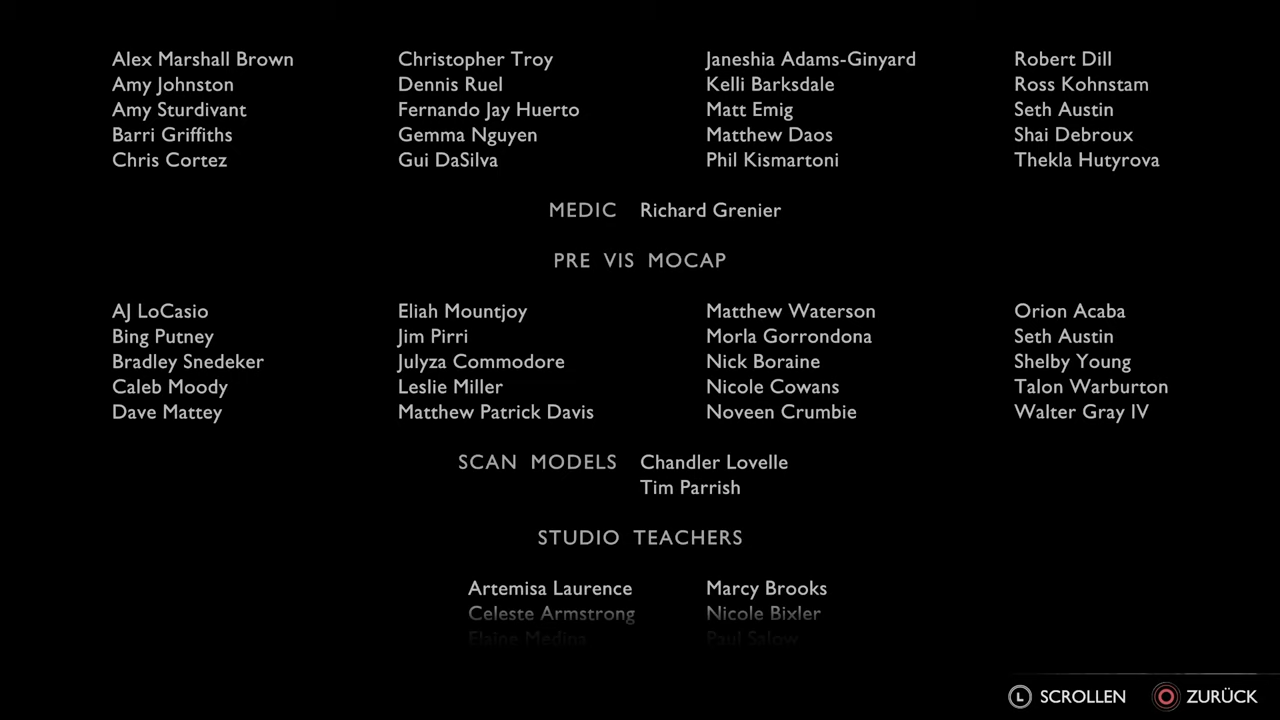 Alex Marshall Brown Christopher Troy Janeshia Adams-Ginyard Robert Dill
Amy Johnston Dennis Ruel Kelli Barksdale Ross Kohnstam
Amy Sturdivant Fernando Jay Huerto Matt Emig Seth Austin
Barri Griffiths Gemma Nguyen Matthew Daos Shai Debroux
Chris Cortez Gui DaSilva Phil Kismartoni Thekla Hutyrova
MEDIC Richard Grenier
PRE VIS MOCAP
AJ LoCasio Eliah Mountjoy Matthew Waterson Orion Acaba
Bing Putney Jim Pirri Morla Gorrondona Seth Austin
Bradley Snedeker Julyza Commodore Nick Boraine Shelby Young
Caleb Moody Leslie Miller Nicole Cowans Talon Warburton
Dave Mattey Matthew Patrick Davis Noveen Crumbie Walter Gray IV
SCAN MODELS Chandler Lovelle
Tim Parrish
STUDIO TEACHERS
Artemisa Laurence Marcy Brooks
Celeste Armstrong Nicole Bixler
Elaine Medina Paul Salow
L SCROLLEN ZURÜCK